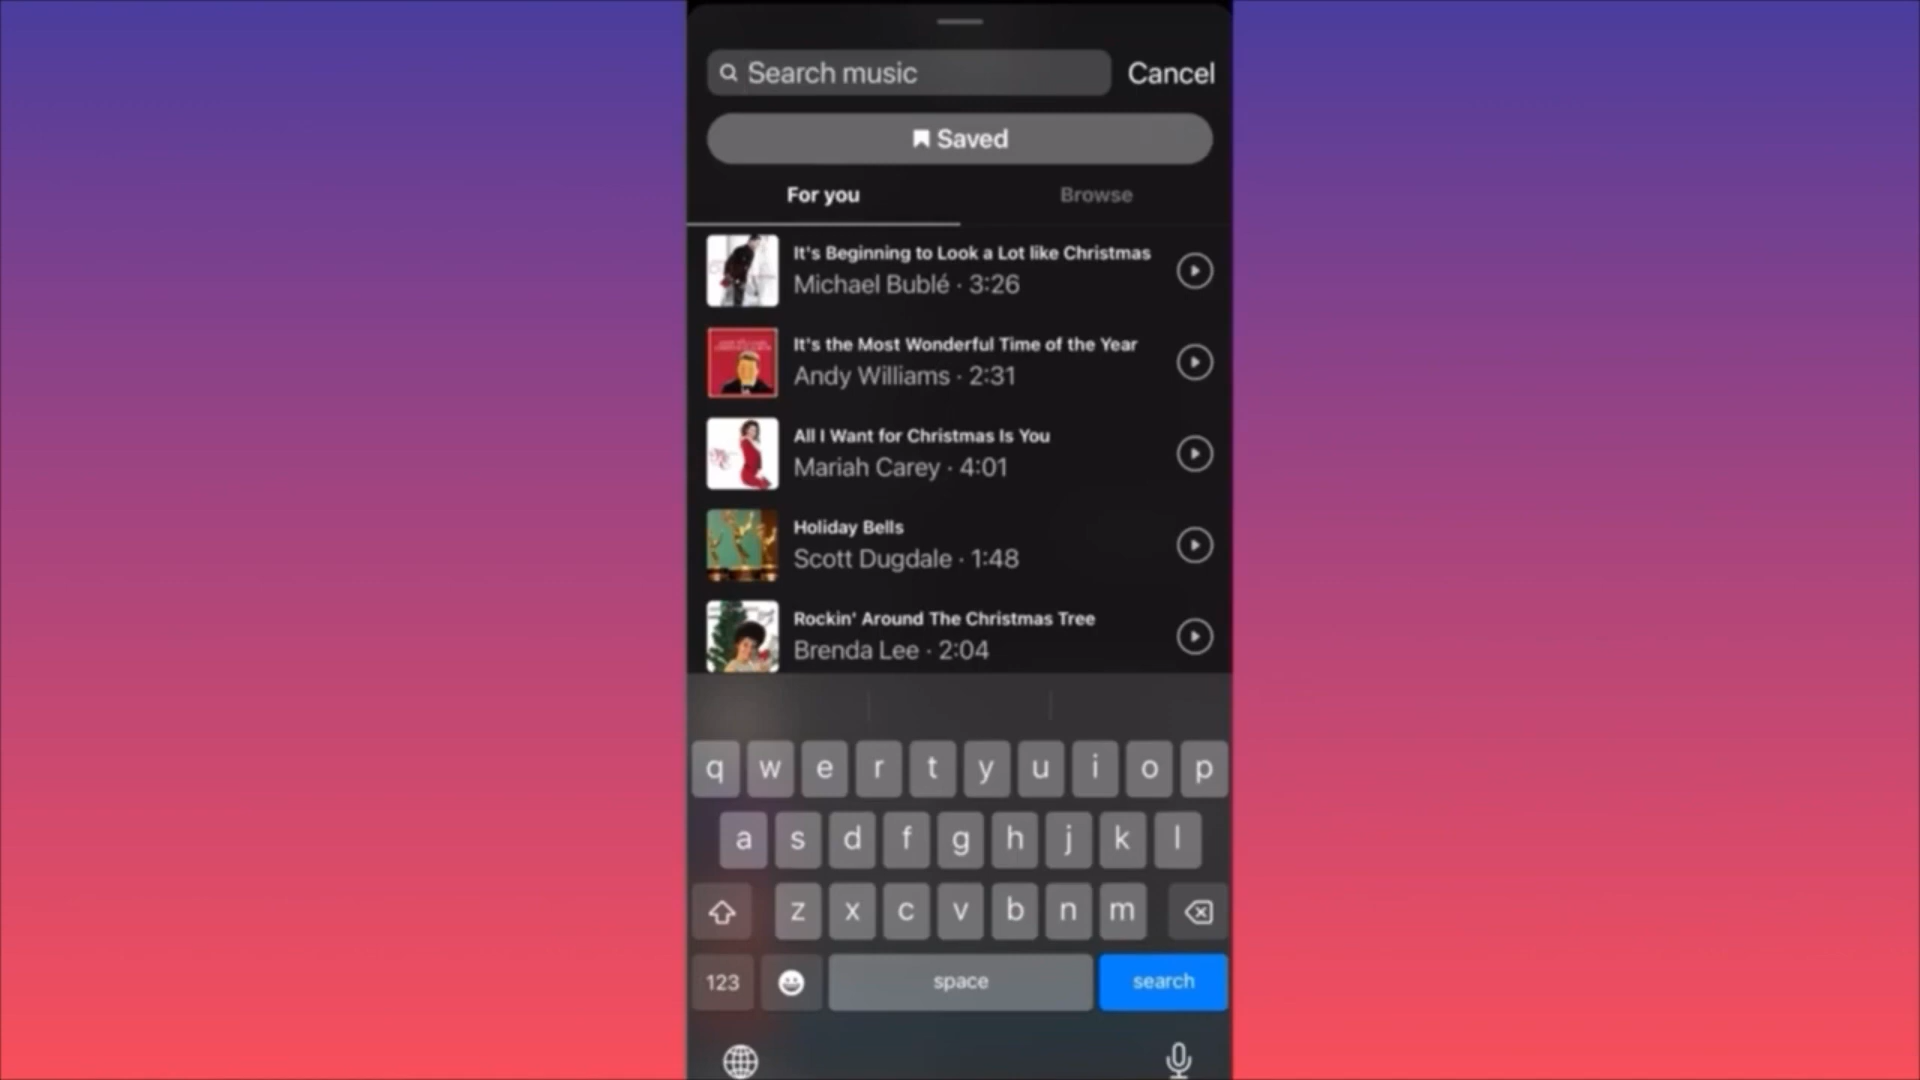 Search music
Cancel
Saved
For you
Browse
It's Beginning to Look a Lot like Christmas
Michael Bublé · 3:26
It's the Most Wonderful Time of the Year
Andy Williams · 2:31
All I Want for Christmas Is You
Mariah Carey · 4:01
Holiday Bells
Scott Dugdale · 1:48
Rockin' Around The Christmas Tree
Brenda Lee · 2:04
q w e r t y u i o p
a s d f g h j k l
z x c v b n m
123 space search